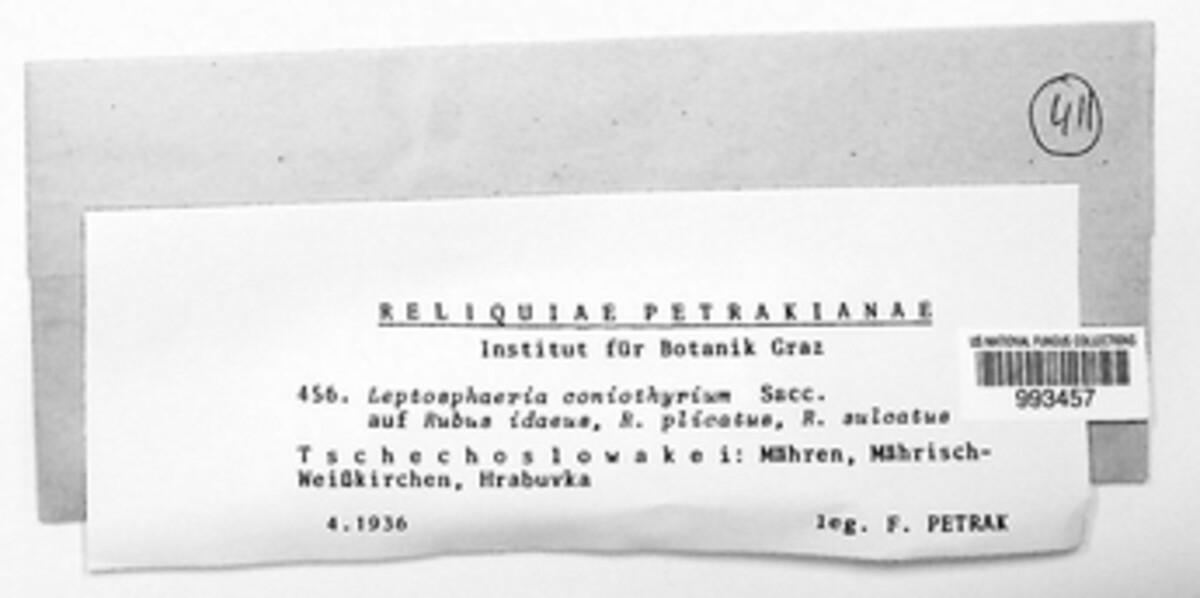 411
RELIQUIAE PETRAKIANAE
Institut für Botanik Graz
US NATIONAL FUNGUS COLLECTIONS
993457
456. Leptosphaeria coniothyrium Sacc.
auf Rubus idaeus, R. plicatus, R. sulcatus
Tschechoslowakei: Mähren, Mährisch-
Weißkirchen, Hrabuvka
4.1936 leg. F. PETRAK